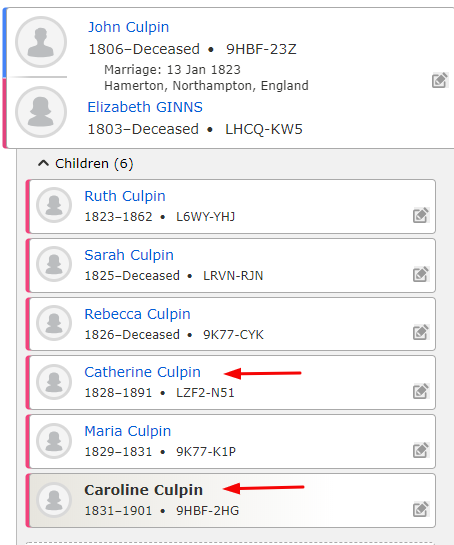 John Culpin
1806–Deceased • 9HBF-23Z
Marriage: 13 Jan 1823
Hamerton, Northampton, England
Elizabeth GINNS
1803–Deceased • LHCQ-KW5
Children (6)
Ruth Culpin
1823–1862 • L6WY-YHJ
Sarah Culpin
1825–Deceased • LRVN-RJN
Rebecca Culpin
1826–Deceased • 9K77-CYK
Catherine Culpin
1828–1891 • LZF2-N51
Maria Culpin
1829–1831 • 9K77-K1P
Caroline Culpin
1831–1901 • 9HBF-2HG